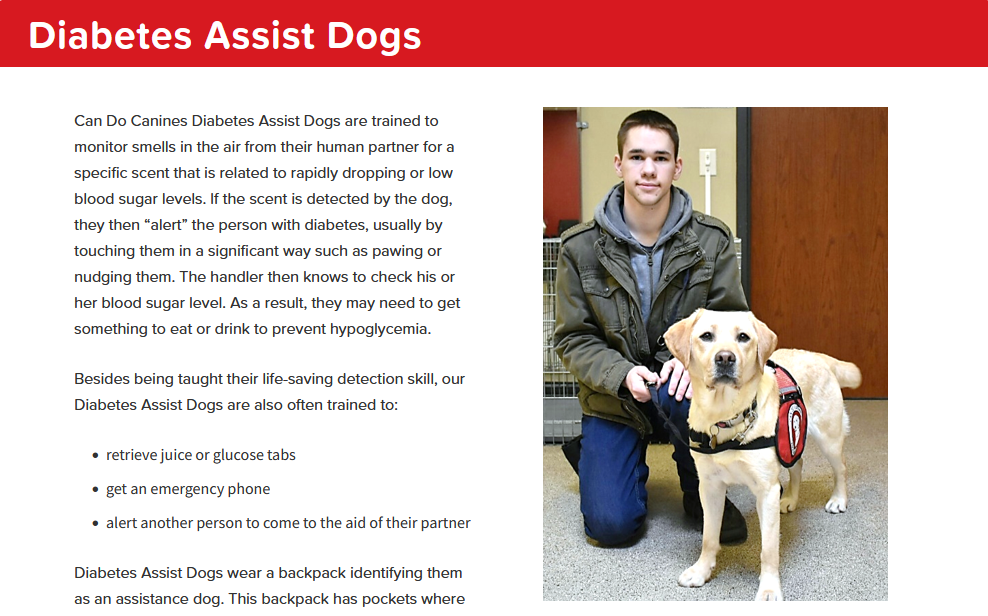 Diabetes Assist Dogs
Can Do Canines Diabetes Assist Dogs are trained to
monitor smells in the air from their human partner for a
specific scent that is related to rapidly dropping or low
blood sugar levels. If the scent is detected by the dog,
they then “alert” the person with diabetes, usually by
touching them in a significant way such as pawing or
nudging them. The handler then knows to check his or
her blood sugar level. As a result, they may need to get
something to eat or drink to prevent hypoglycemia.
Besides being taught their life-saving detection skill, our
Diabetes Assist Dogs are also often trained to:
• retrieve juice or glucose tabs
• get an emergency phone
• alert another person to come to the aid of their partner
Diabetes Assist Dogs wear a backpack identifying them
as an assistance dog. This backpack has pockets where